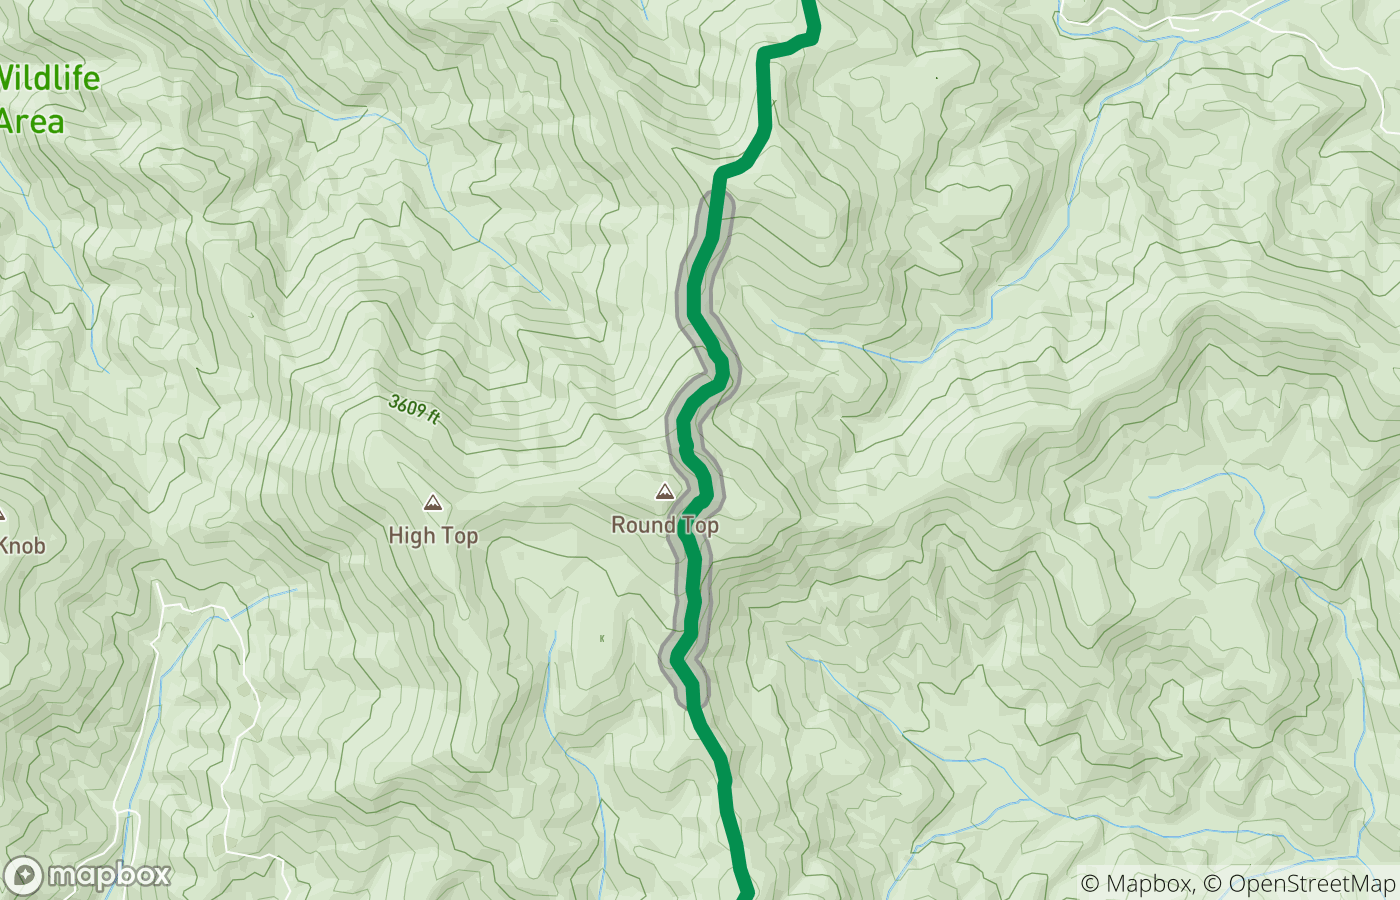 Wildlife
Area
3609 ft
High Top
Round Top
Knob
mapbox
© Mapbox, © OpenStreetMap